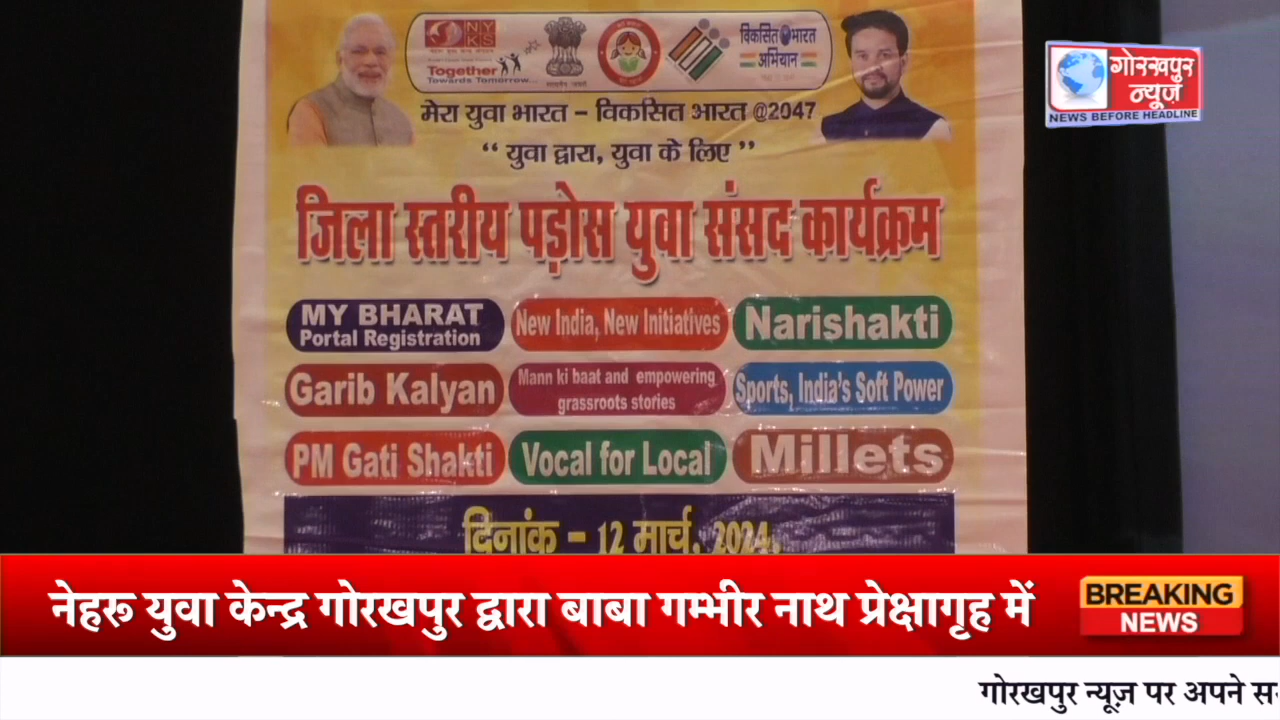 NYKS
Together
Towards Tomorrow...
विकसित भारत
अभियान
मेरा युवा भारत – विकसित भारत @2047
“ युवा द्वारा, युवा के लिए ”
जिला स्तरीय पड़ोस युवा संसद कार्यक्रम
MY BHARAT
Portal Registration
New India, New Initiatives
Narishakti
Garib Kalyan
Mann ki baat and empowering
grassroots stories
Sports, India's Soft Power
PM Gati Shakti
Vocal for Local
Millets
दिनांक – 12 मार्च, 2024,
गोरखपुर
न्यूज़
NEWS BEFORE HEADLINE
नेहरू युवा केन्द्र गोरखपुर द्वारा बाबा गम्भीर नाथ प्रेक्षागृह में
BREAKING
NEWS
गोरखपुर न्यूज़ पर अपने